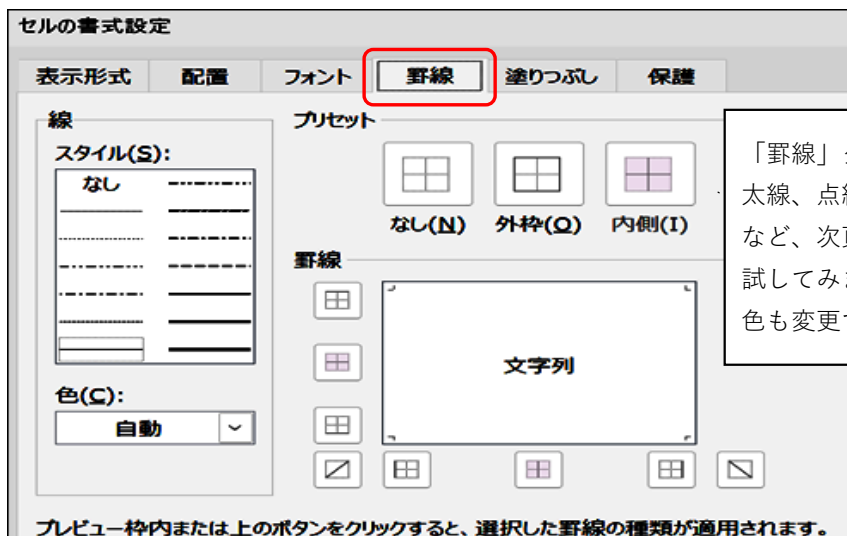 セルの書式設定
表示形式 配置 フォント 罫線 塗りつぶし 保護
線
スタイル(S):
なし
色(C):
自動
プリセット
なし(N) 外枠(O) 内側(I)
罫線
文字列
「罫線」
太線、点
など、次
試してみ
色も変更
プレビュー枠内または上のボタンをクリックすると、選択した罫線の種類が適用されます。